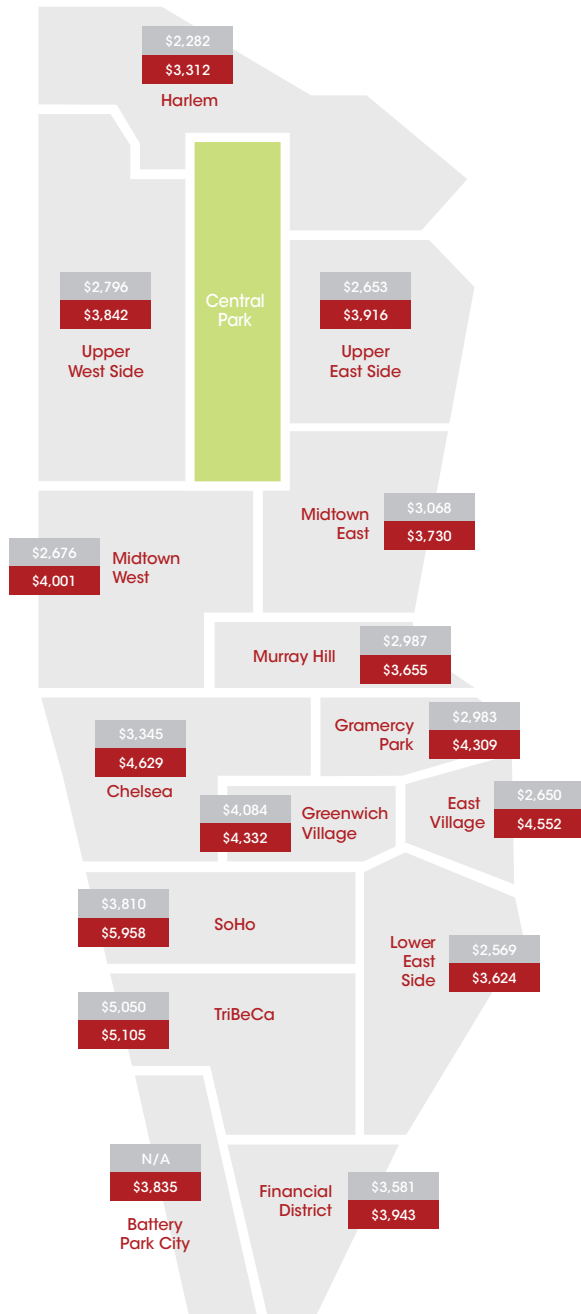 $2,282
$3,312
Harlem
$2,796
$3,842
Upper
West Side
Central
Park
$2,653
$3,916
Upper
East Side
Midtown
East
$3,068
$3,730
$2,676
$4,001
Midtown
West
Murray Hill
$2,987
$3,655
$3,345
$4,629
Chelsea
Gramercy
Park
$2,983
$4,309
$4,084
$4,332
Greenwich
Village
East
Village
$2,650
$4,552
$3,810
$5,958
SoHo
Lower
East
Side
$2,569
$3,624
$5,050
$5,105
TriBeCa
N/A
$3,835
Battery
Park City
Financial
District
$3,581
$3,943